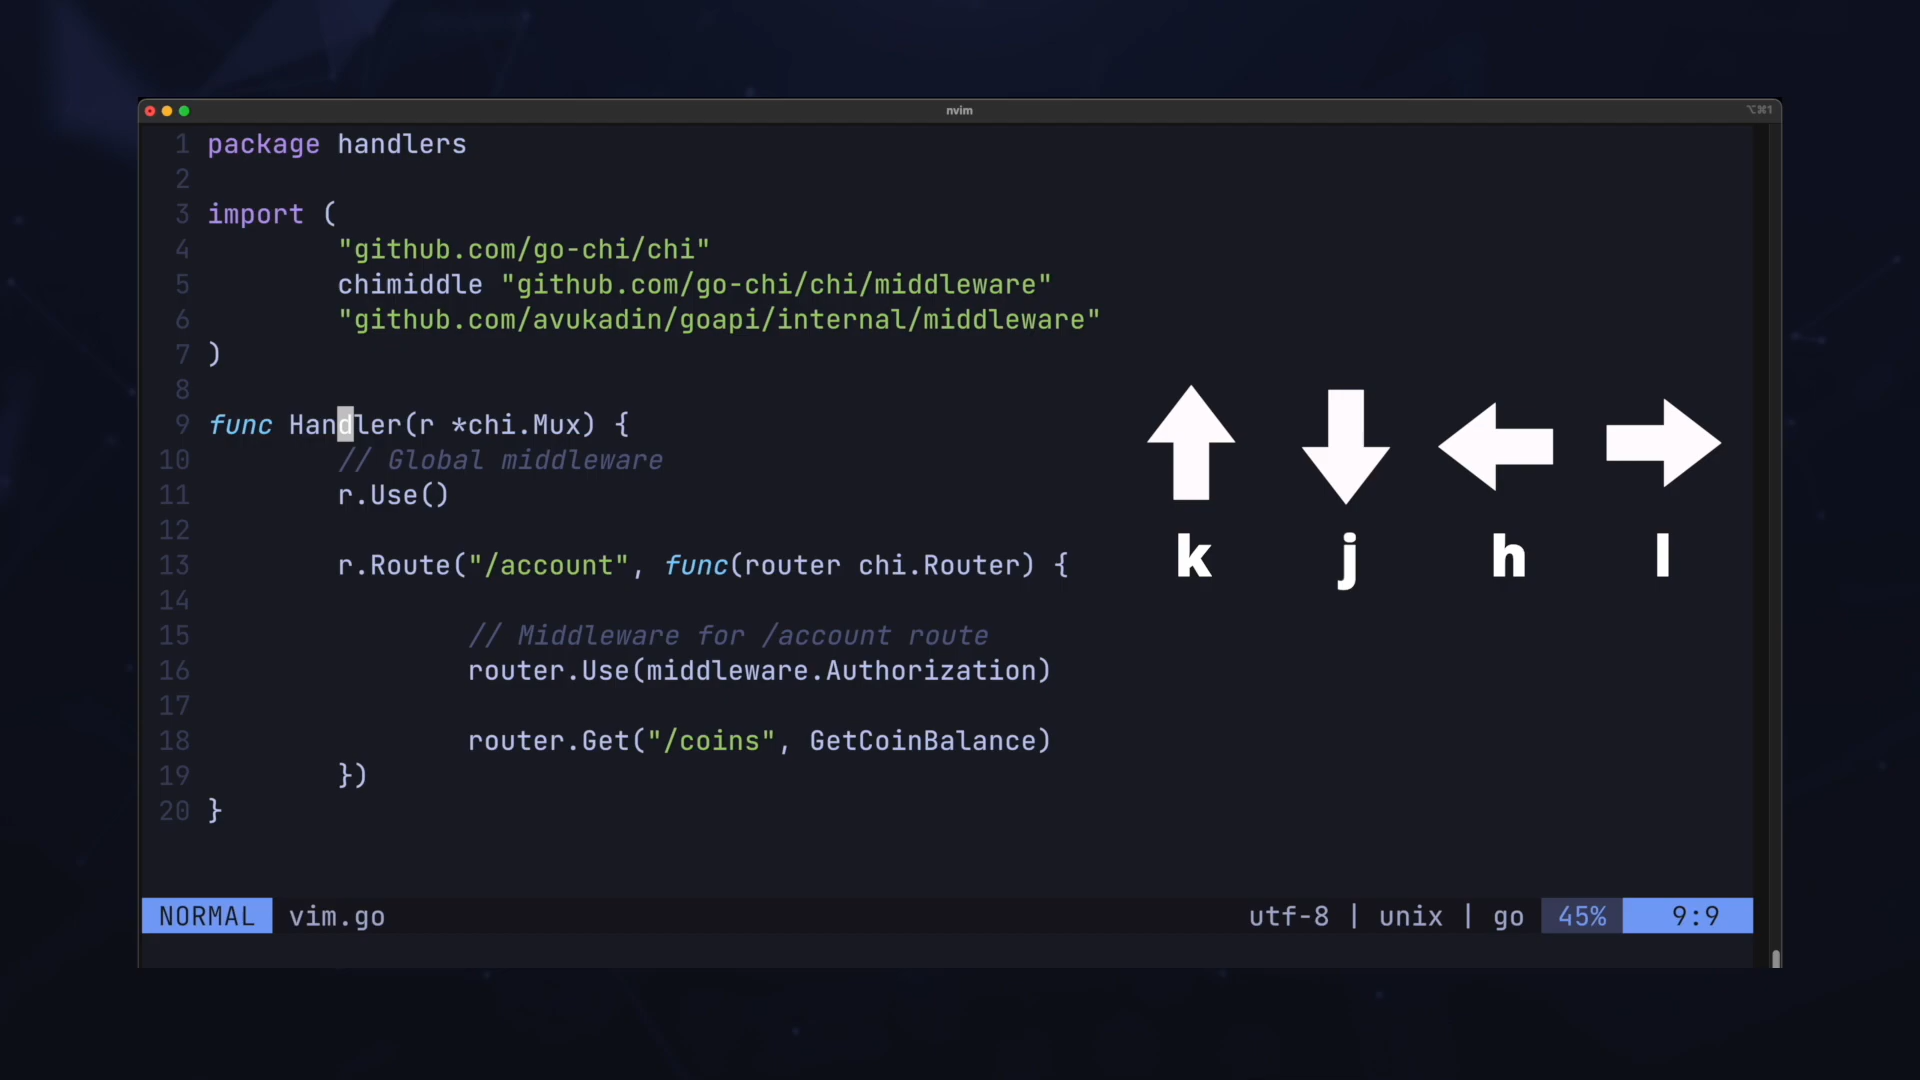 nvim
⌥⌘1
1 package handlers
2
3 import (
4         "github.com/go-chi/chi"
5         chimiddle "github.com/go-chi/chi/middleware"
6         "github.com/avukadin/goapi/internal/middleware"
7 )
8
9 func Handler(r *chi.Mux) {
10         // Global middleware
11         r.Use()
12
13         r.Route("/account", func(router chi.Router) {
14
15                 // Middleware for /account route
16                 router.Use(middleware.Authorization)
17
18                 router.Get("/coins", GetCoinBalance)
19         })
20 }
k j h l
NORMAL vim.go utf-8 | unix | go 45% 9:9